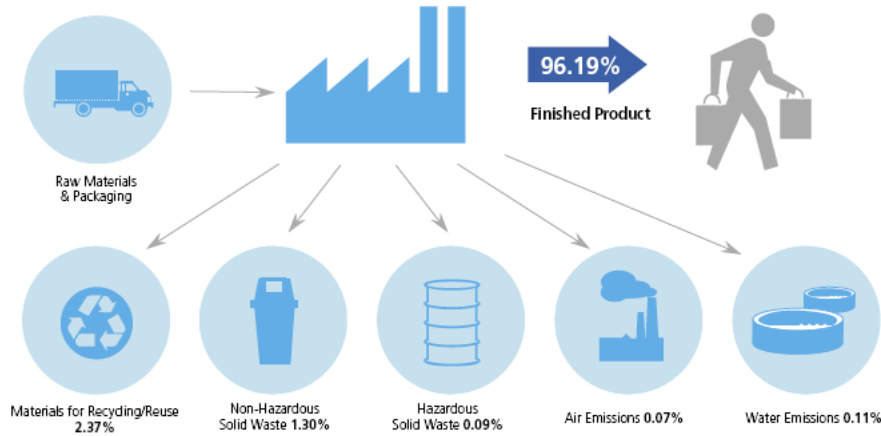 96.19%
Finished Product
Raw Materials
& Packaging
Materials for Recyding/Reuse
2.37%
Non-Hazardous
Solid Waste 1.30%
Hazardous
Solid Waste 0.09%
Air Emissions 0.07%
Water Emissions 0.11%